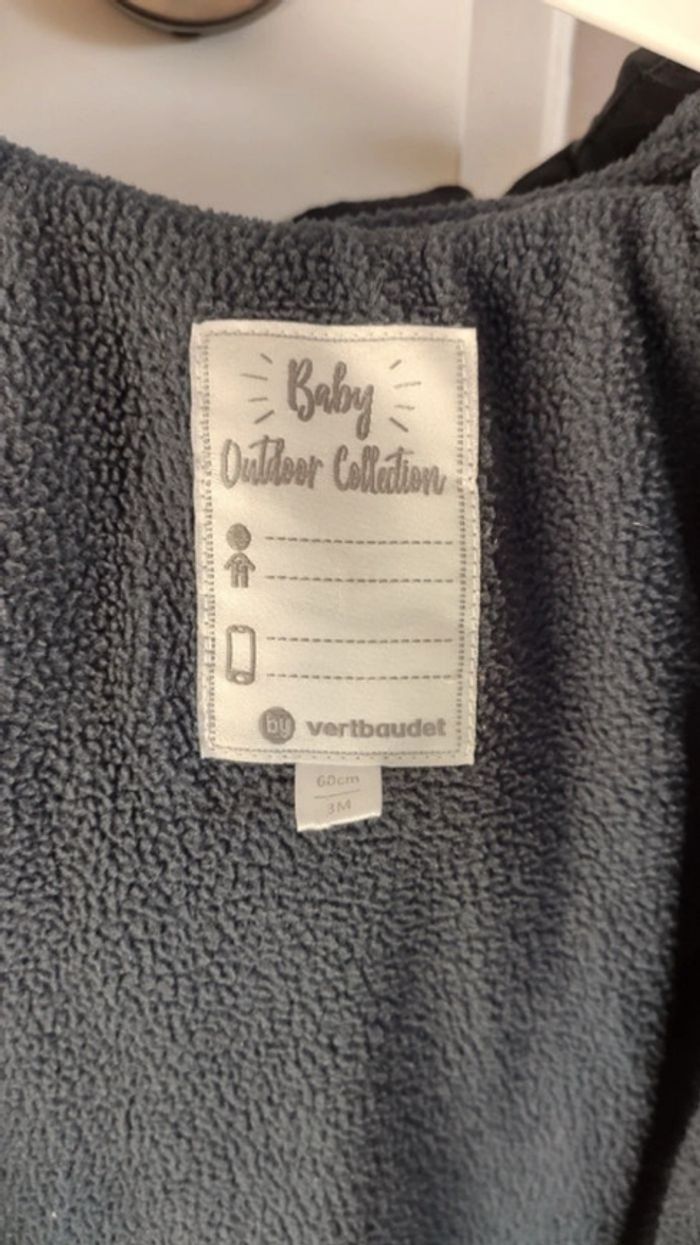 Baby
Outdoor Collection
by vertbaudet
60cm
3M